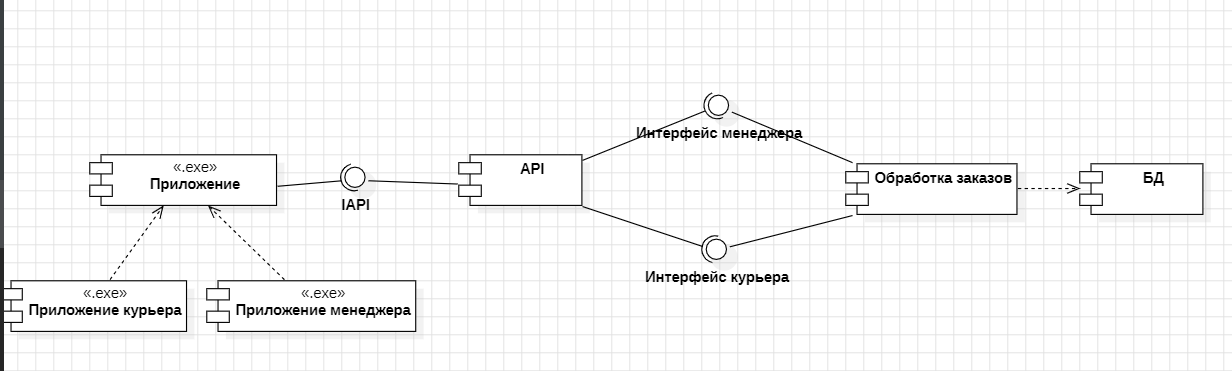 Интерфейс менеджера
«.exe»
Приложение
IAPI
API
Обработка заказов
БД
Интерфейс курьера
«.exe»
Приложение курьера
«.exe»
Приложение менеджера